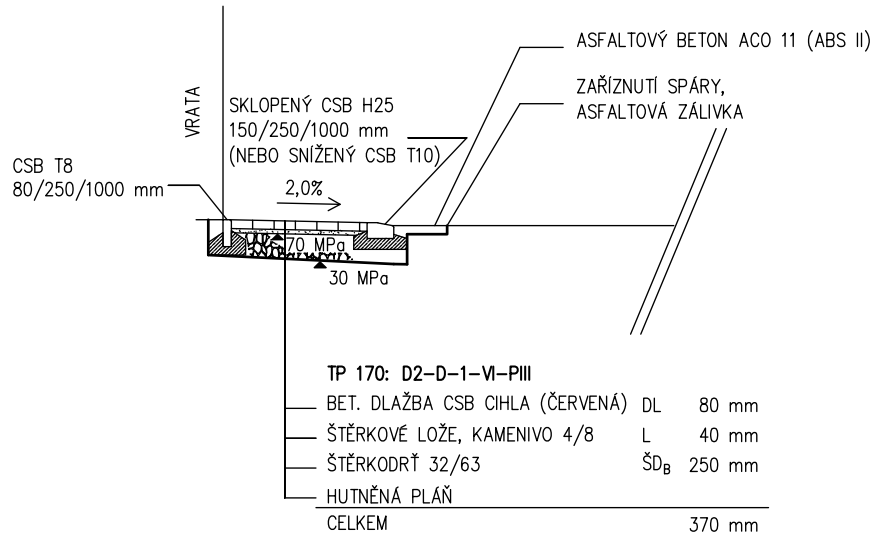 ASFALTOVÝ BETON ACO 11 (ABS II)
ZAŘÍZNUTÍ SPÁRY,
ASFALTOVÁ ZÁLIVKA
VRATA
SKLOPENÝ CSB H25
150/250/1000 mm
(NEBO SNÍŽENÝ CSB T10)
CSB T8
80/250/1000 mm
2,0%
70 MPa
30 MPa
TP 170: D2-D-1-VI-PIII
BET. DLAŽBA CSB CIHLA (ČERVENÁ) DL 80 mm
ŠTĚRKOVÉ LOŽE, KAMENIVO 4/8 L 40 mm
ŠTĚRKODRŤ 32/63 ŠDB 250 mm
HUTNĚNÁ PLÁŇ
CELKEM 370 mm